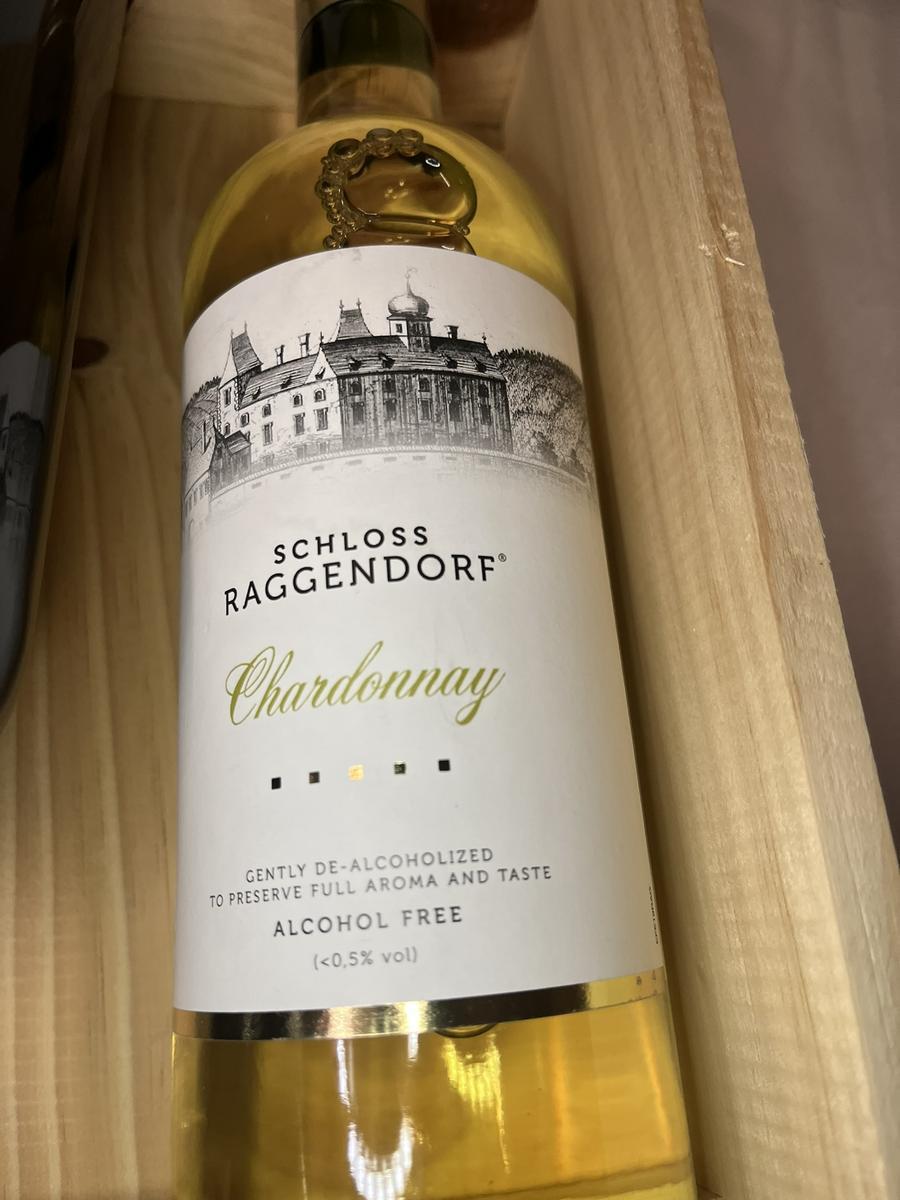 SCHLOSS
RAGGENDORF®
Chardonnay
GENTLY DE-ALCOHOLIZED
TO PRESERVE FULL AROMA AND TASTE
ALCOHOL FREE
(<0,5% vol)